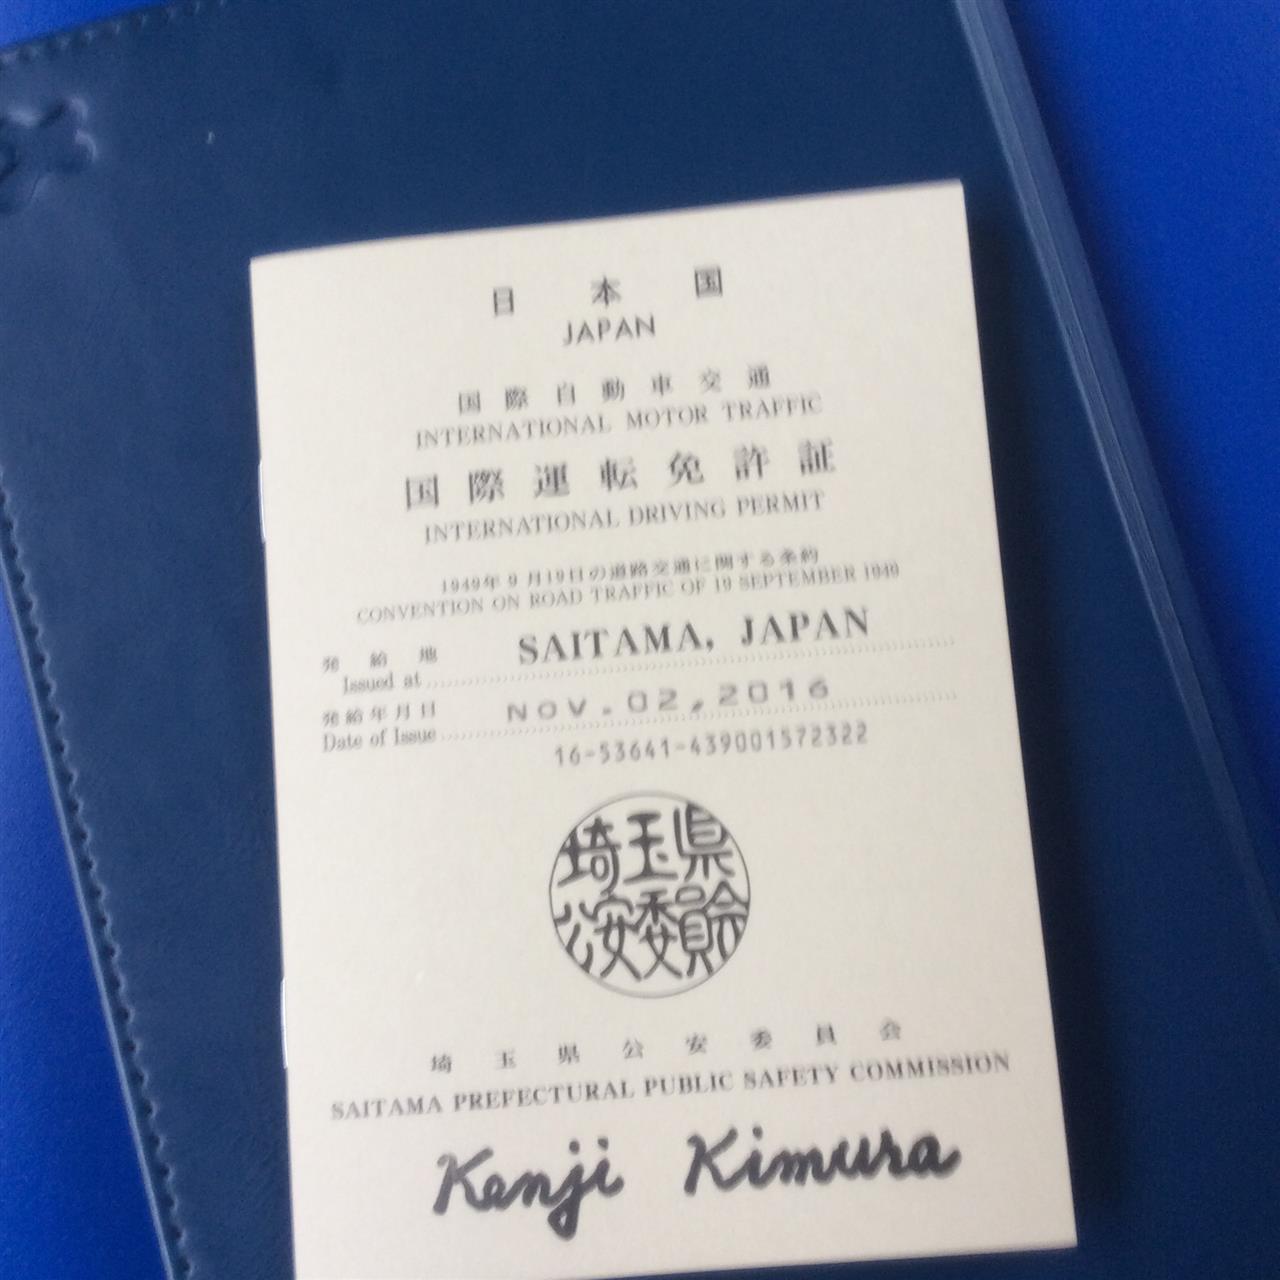 日本国
JAPAN
国際自動車交通
INTERNATIONAL MOTOR TRAFFIC
国際運転免許証
INTERNATIONAL DRIVING PERMIT
1949年9月19日の道路交通に関する条約
CONVENTION ON ROAD TRAFFIC OF 19 SEPTEMBER 1949
発給地 SAITAMA, JAPAN
Issued at
発給年月日 NOV.02,2016
Date of Issue
16-53641-439001572322
埼玉県
公安委員会
埼玉県公安委員会
SAITAMA PREFECTURAL PUBLIC SAFETY COMMISSION
Kenji Kimura